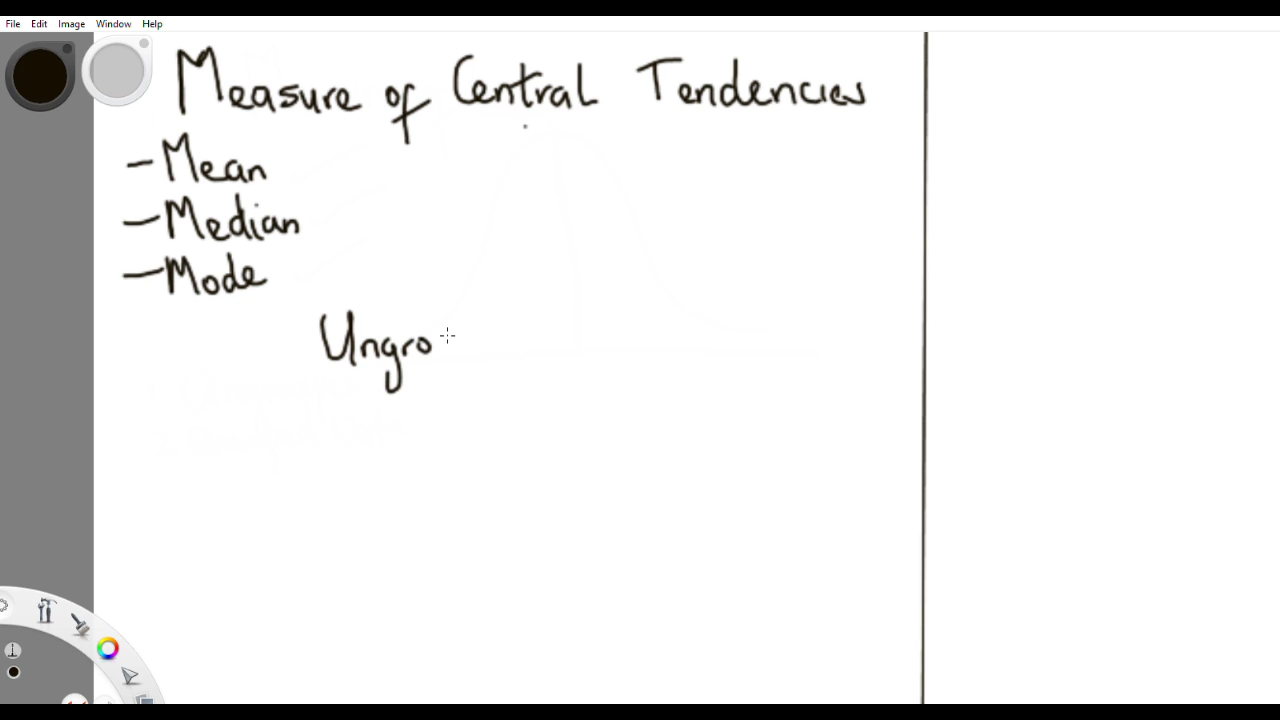 File Edit Image Window Help
Measure of Central Tendencies
- Mean
- Median
- Mode
Ungro